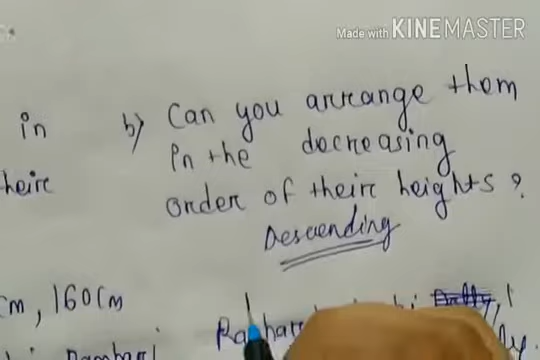 Made with KINEMASTER
in
heir
b) Can you arrange them
in the decreasing
order of their heights?
Descending
cm, 160cm